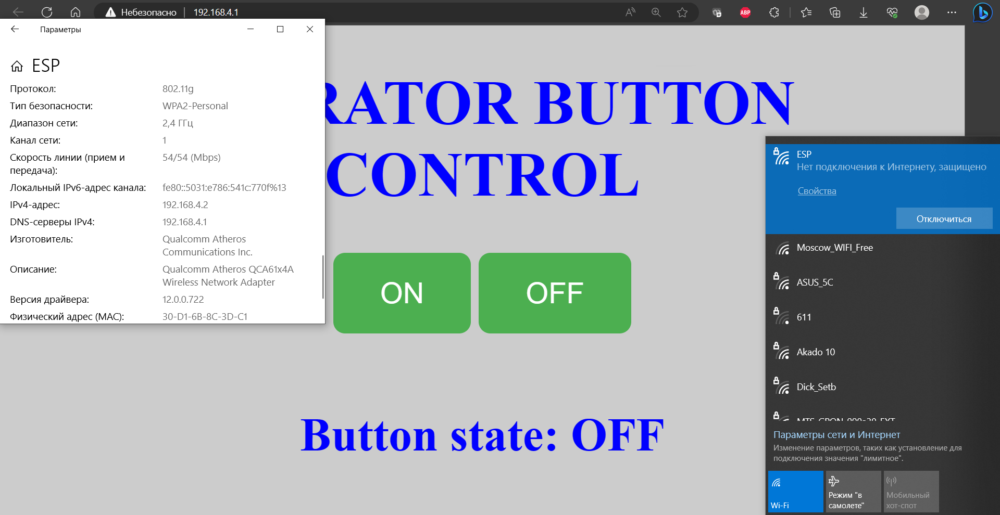 Небезопасно
192.168.4.1
ABP
Параметры
ESP
Протокол:
802.11g
Тип безопасности:
WPA2-Personal
Диапазон сети:
2,4 ГГц
Канал сети:
1
Скорость линии (прием и
передача):
54/54 (Mbps)
Локальный IPv6-адрес канала:
fe80::5031:e786:541c:770f%13
IPv4-адрес:
192.168.4.2
DNS-серверы IPv4:
192.168.4.1
Изготовитель:
Qualcomm Atheros
Communications Inc.
Описание:
Qualcomm Atheros QCA61x4A
Wireless Network Adapter
Версия драйвера:
12.0.0.722
Физический адрес (MAC):
30-D1-6B-8C-3D-C1
RATOR BUTTON
CONTROL
ON
OFF
Button state: OFF
ESP
Нет подключения к Интернету, защищено
Свойства
Отключиться
Moscow_WIFI_Free
ASUS_5C
611
Akado 10
Dick_Setb
Параметры сети и Интернет
Изменение параметров, таких как установление для
подключения значения "лимитное".
Wi-Fi
Режим "в
самолете"
Мобильный
хот-спот